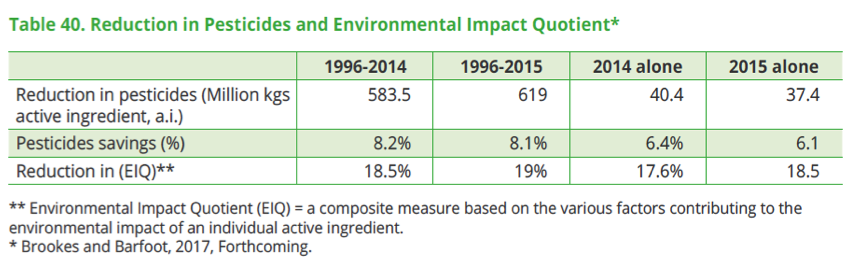 Table 40. Reduction in Pesticides and Environmental Impact Quotient*
1996-2014 1996-2015 2014 alone 2015 alone
Reduction in pesticides (Million kgs 583.5 619 40.4 37.4
active ingredient, a.i.)
Pesticides savings (%) 8.2% 8.1% 6.4% 6.1
Reduction in (EIQ)** 18.5% 19% 17.6% 18.5
** Environmental Impact Quotient (EIQ) = a composite measure based on the various factors contributing to the
environmental impact of an individual active ingredient.
* Brookes and Barfoot, 2017, Forthcoming.